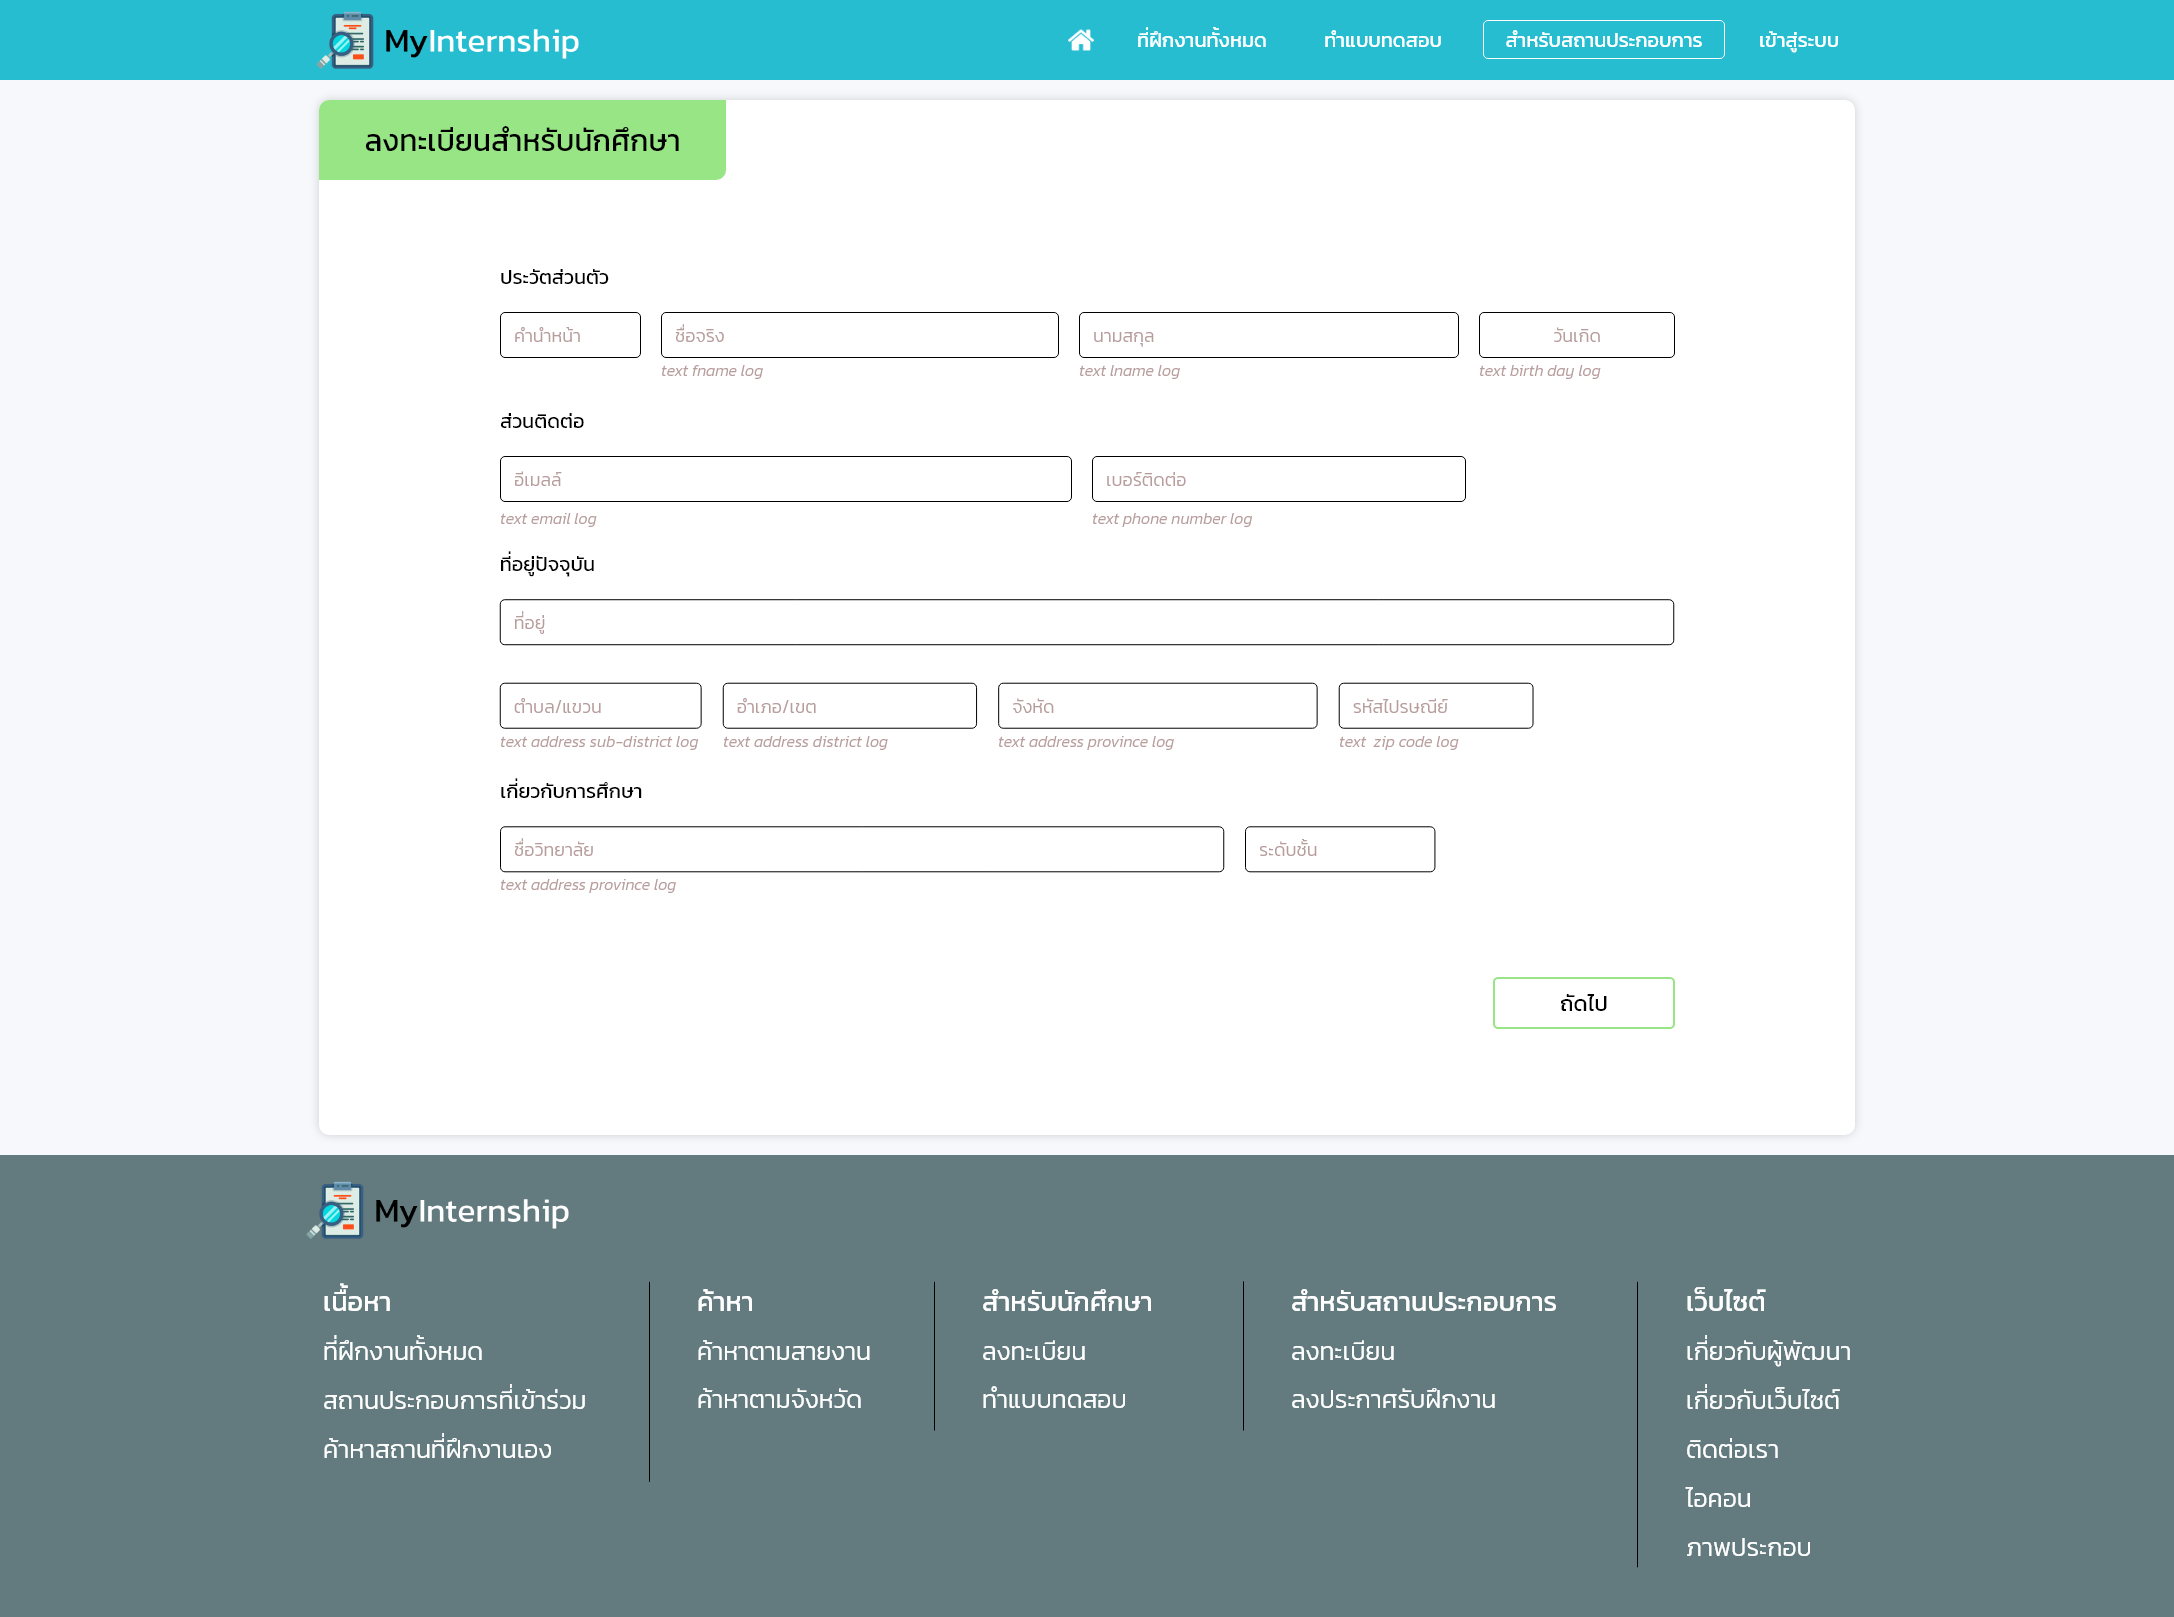 MyInternship
ที่ฝึกงานทั้งหมด ทำแบบทดสอบ สำหรับสถานประกอบการ เข้าสู่ระบบ
ลงทะเบียนสำหรับนักศึกษา
ประวัตส่วนตัว
คำนำหน้า ชื่อจริง นามสกุล วันเกิด
text fname log text lname log text birth day log
ส่วนติดต่อ
อีเมลล์ เบอร์ติดต่อ
text email log text phone number log
ที่อยู่ปัจจุบัน
ที่อยู่
ตำบล/แขวน อำเภอ/เขต จังหัด รหัสไปรษณีย์
text address sub-district log text address district log text address province log text zip code log
เกี่ยวกับการศึกษา
ชื่อวิทยาลัย ระดับชั้น
text address province log
ถัดไป
MyInternship
เนื้อหา
ที่ฝึกงานทั้งหมด
สถานประกอบการที่เข้าร่วม
ค้าหาสถานที่ฝึกงานเอง
ค้าหา
ค้าหาตามสายงาน
ค้าหาตามจังหวัด
สำหรับนักศึกษา
ลงทะเบียน
ทำแบบทดสอบ
สำหรับสถานประกอบการ
ลงทะเบียน
ลงประกาศรับฝึกงาน
เว็บไซต์
เกี่ยวกับผู้พัฒนา
เกี่ยวกับเว็บไซต์
ติดต่อเรา
ไอคอน
ภาพประกอบ